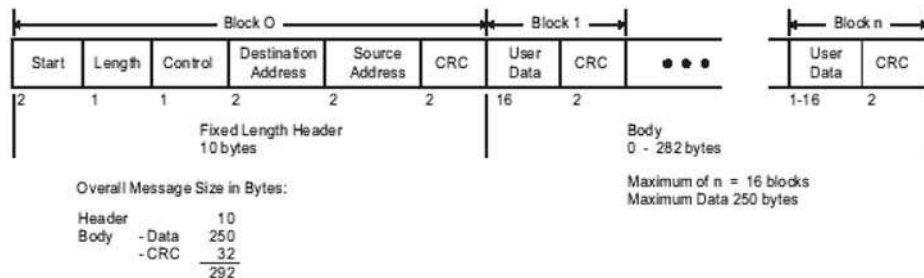 Block 0 Block 1 Block n
Start Length Control Destination Address Source Address CRC User Data CRC ••• User Data CRC
2 1 1 2 2 2 16 2 1-16 2
Fixed Length Header
10 bytes
Body
0 - 282 bytes
Maximum of n = 16 blocks
Maximum Data 250 bytes
Overall Message Size in Bytes:
Header 10
Body - Data 250
- CRC 32
292